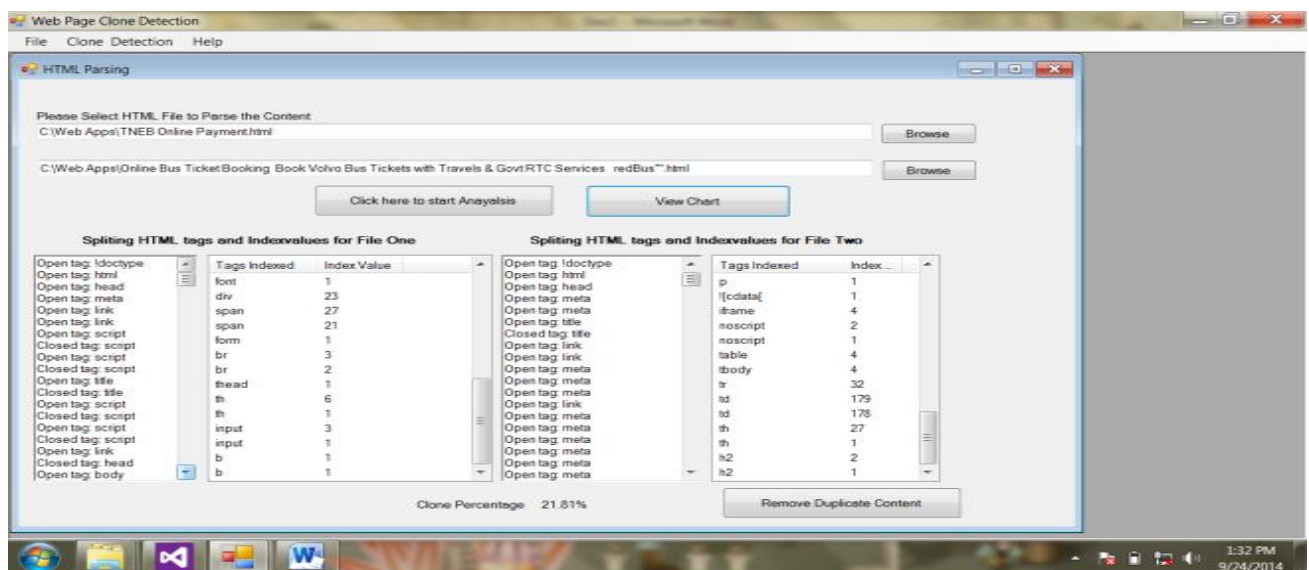 Web Page Clone Detection
File Clone Detection Help
HTML Parsing
Please Select HTML File to Parse the Content
C:\Web Apps\TNEB Online Payment.html
Browse
C:\Web Apps\Online Bus Ticket Booking Book Volvo Bus Tickets with Travels & Govt RTC Services redBus™.html
Browse
Click here to start Anayalsis
View Chart
Spliting HTML tags and Indexvalues for File One
Open tag: !doctype
Open tag: html
Open tag: head
Open tag: meta
Open tag: link
Open tag: link
Open tag: script
Closed tag: script
Open tag: script
Closed tag: script
Open tag: title
Closed tag: title
Open tag: script
Closed tag: script
Open tag: script
Closed tag: script
Open tag: link
Closed tag: head
Open tag: body
Tags Indexed Index Value
font 1
div 23
span 27
span 21
form 1
br 3
br 2
thead 1
th 6
th 1
input 3
input 1
b 1
b 1
Spliting HTML tags and Indexvalues for File Two
Open tag: !doctype
Open tag: html
Open tag: head
Open tag: meta
Open tag: meta
Open tag: title
Closed tag: title
Open tag: link
Open tag: link
Open tag: meta
Open tag: meta
Open tag: meta
Open tag: link
Open tag: meta
Open tag: meta
Open tag: meta
Open tag: meta
Open tag: meta
Open tag: meta
Tags Indexed Index ...
p 1
![cdata[ 1
iframe 4
noscript 2
noscript 1
table 4
tbody 4
tr 32
td 179
td 178
th 27
th 1
h2 2
h2 1
Clone Percentage 21.81%
Remove Duplicate Content
1:32 PM
9/24/2014